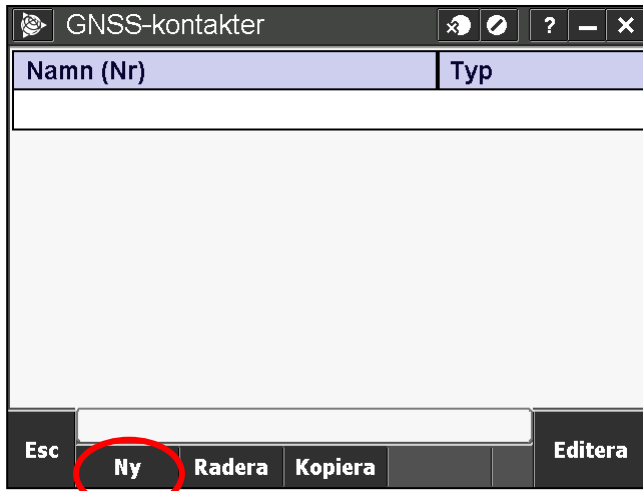 GNSS-kontakter ? 
Namn (Nr) Typ
Esc Ny Radera Kopiera Editera